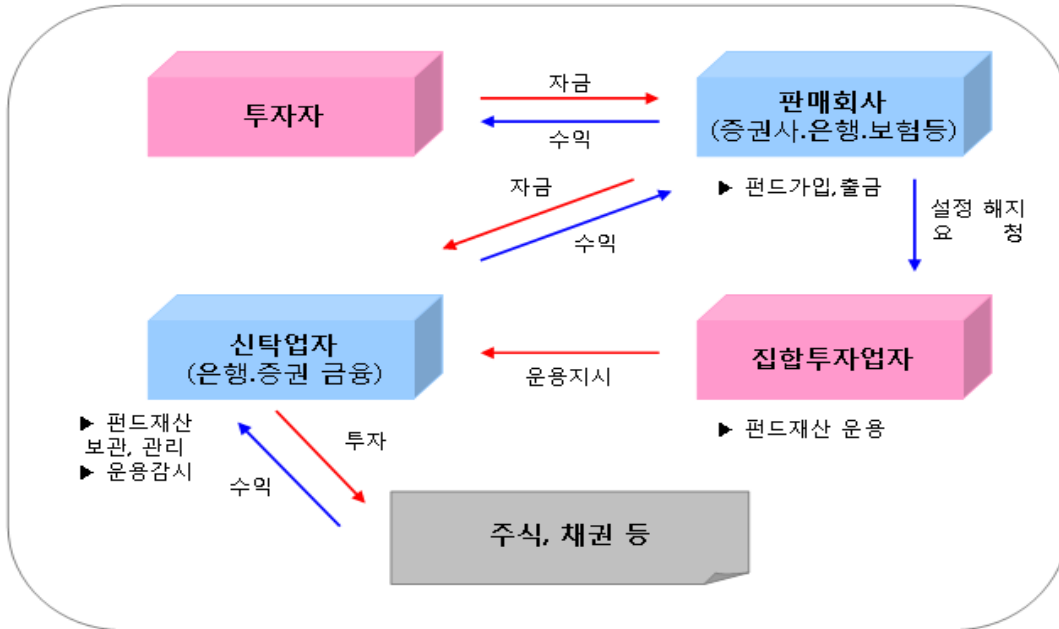 투자자
자금
수익
판매회사
(증권사.은행.보험등)
▶ 펀드가입,출금
자금
수익
설정 해지
요 청
신탁업자
(은행.증권 금융)
운용지시
집합투자업자
▶ 펀드재산
보관, 관리
▶ 운용감시
▶ 펀드재산 운용
투자
수익
주식, 채권 등